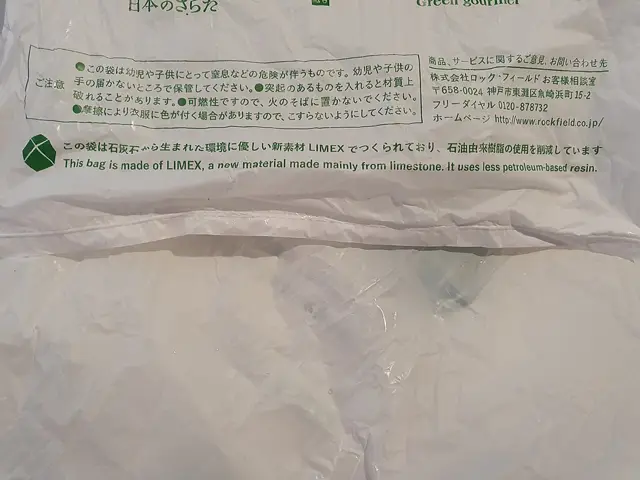 日本のさらだ
Green gourmet
ご注意
●この袋は幼児や子供にとって窒息などの危険が伴うものです。幼児や子供の
手の届かないところで保管してください。●突起のあるものを入れると材質上
破れることがあります。●可燃性ですので、火のそばに置かないでください。
●摩擦により衣服に色が付く場合がありますので、こすらないようにしてください。
商品、サービスに関するご意見、お問い合わせ先
株式会社ロック・フィールド お客様相談室
〒658-0024 神戸市東灘区魚崎浜町15-2
フリーダイヤル 0120-878732
ホームページ http://www.rockfield.co.jp/
この袋は石灰石から生まれた環境に優しい新素材 LIMEX でつくられており、石油由来樹脂の使用を削減しています
This bag is made of LIMEX, a new material made mainly from limestone. It uses less petroleum-based resin.